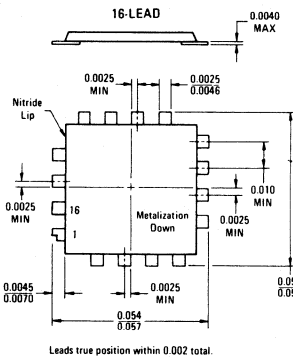 16-LEAD
0.0040
MAX
0.0025
MIN
0.0025
0.0046
Nitride
Lip
0.0025
MIN
16
1
Metalization
Down
0.010
MIN
0.0025
MIN
0.0045
0.0070
0.0025
MIN
0.054
0.057
Leads true position within 0.002 total.